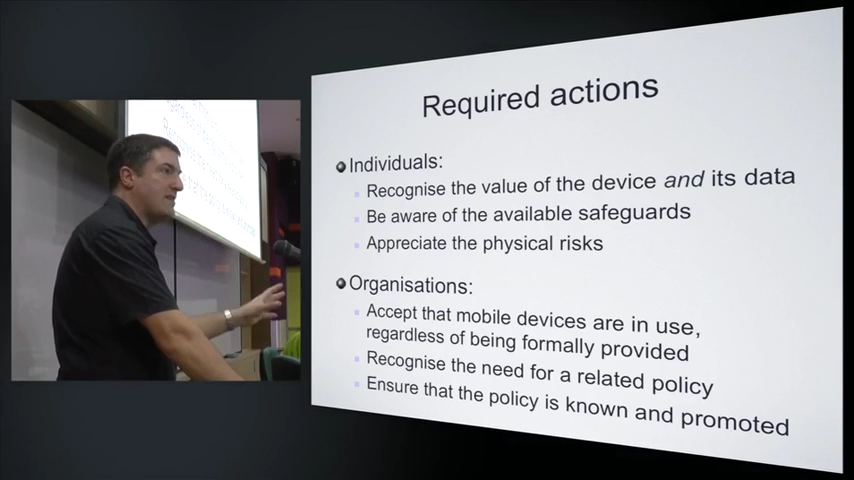 Required actions
Individuals:
Recognise the value of the device and its data
Be aware of the available safeguards
Appreciate the physical risks
Organisations:
Accept that mobile devices are in use,
regardless of being formally provided
Recognise the need for a related policy
Ensure that the policy is known and promoted